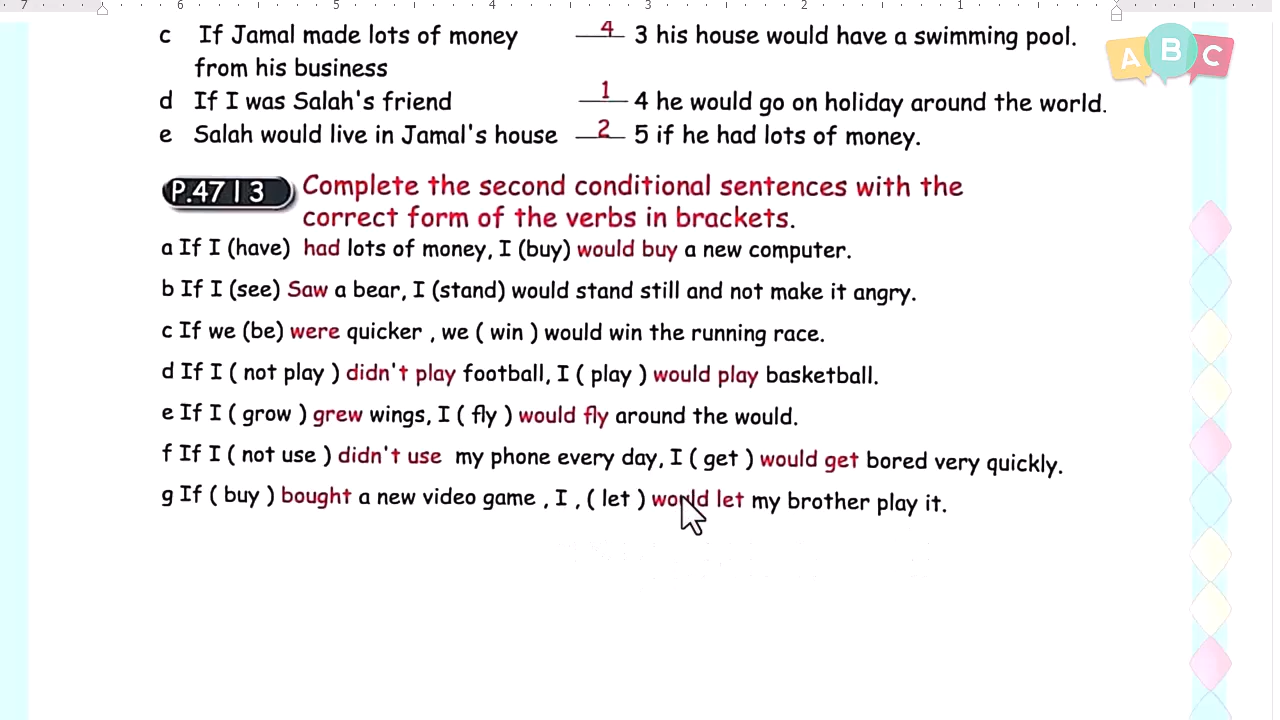 7 6 5 4 3 2 1
c If Jamal made lots of money 4 3 his house would have a swimming pool.
from his business
d If I was Salah's friend 1 4 he would go on holiday around the world.
e Salah would live in Jamal's house 2 5 if he had lots of money.
A B C
P.47 | 3 Complete the second conditional sentences with the
correct form of the verbs in brackets.
a If I (have) had lots of money, I (buy) would buy a new computer.
b If I (see) Saw a bear, I (stand) would stand still and not make it angry.
c If we (be) were quicker , we ( win ) would win the running race.
d If I ( not play ) didn't play football, I ( play ) would play basketball.
e If I ( grow ) grew wings, I ( fly ) would fly around the would.
f If I ( not use ) didn't use my phone every day, I ( get ) would get bored very quickly.
g If ( buy ) bought a new video game , I , ( let ) would let my brother play it.